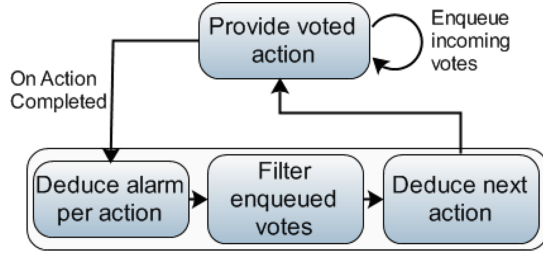 Provide voted
action
Enqueue
incoming
votes
On Action
Completed
Deduce alarm
per action
Filter
enqueued
votes
Deduce next
action